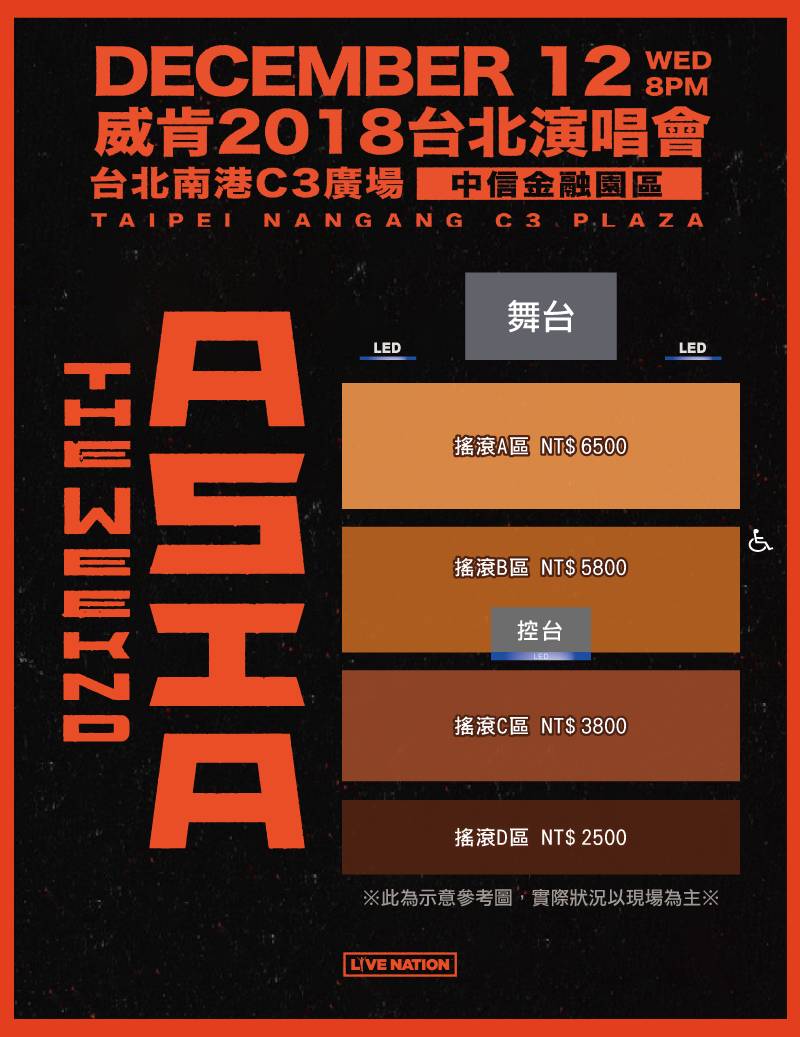 DECEMBER 12 WED 8PM
威肯2018台北演唱會
台北南港C3廣場 中信金融園區
TAIPEI NANGANG C3 PLAZA
THE WEEKND
ASIA
舞台
LED
LED
搖滾A區 NT$ 6500
搖滾B區 NT$ 5800
控台
LED
搖滾C區 NT$ 3800
搖滾D區 NT$ 2500
※此為示意參考圖，實際狀況以現場為主※
LIVE NATION